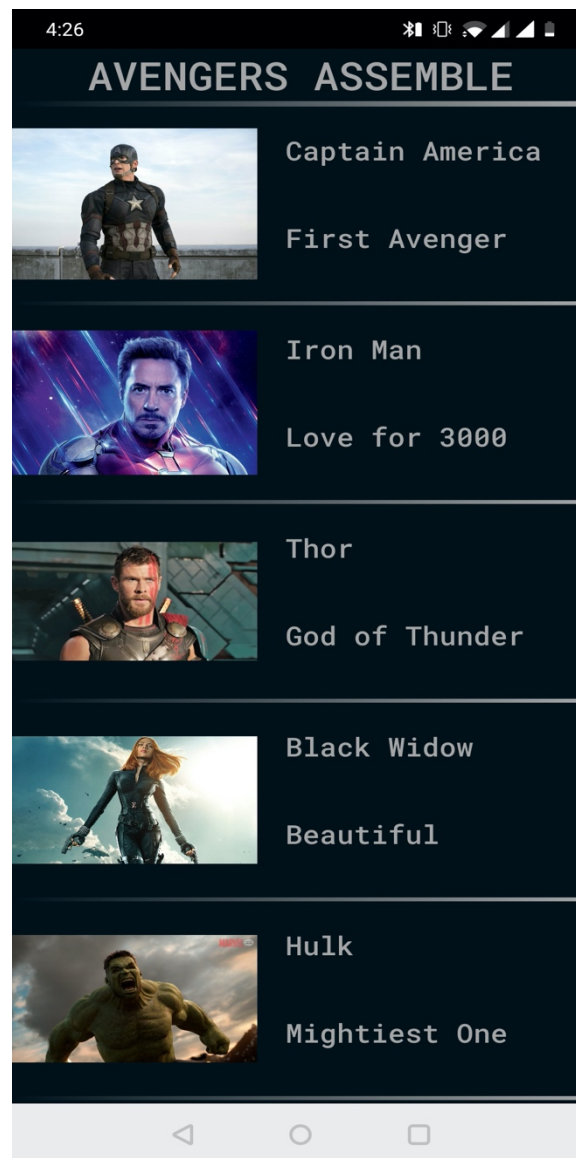 4:26
AVENGERS ASSEMBLE
Captain America
First Avenger
Iron Man
Love for 3000
Thor
God of Thunder
Black Widow
Beautiful
Hulk
Mightiest One